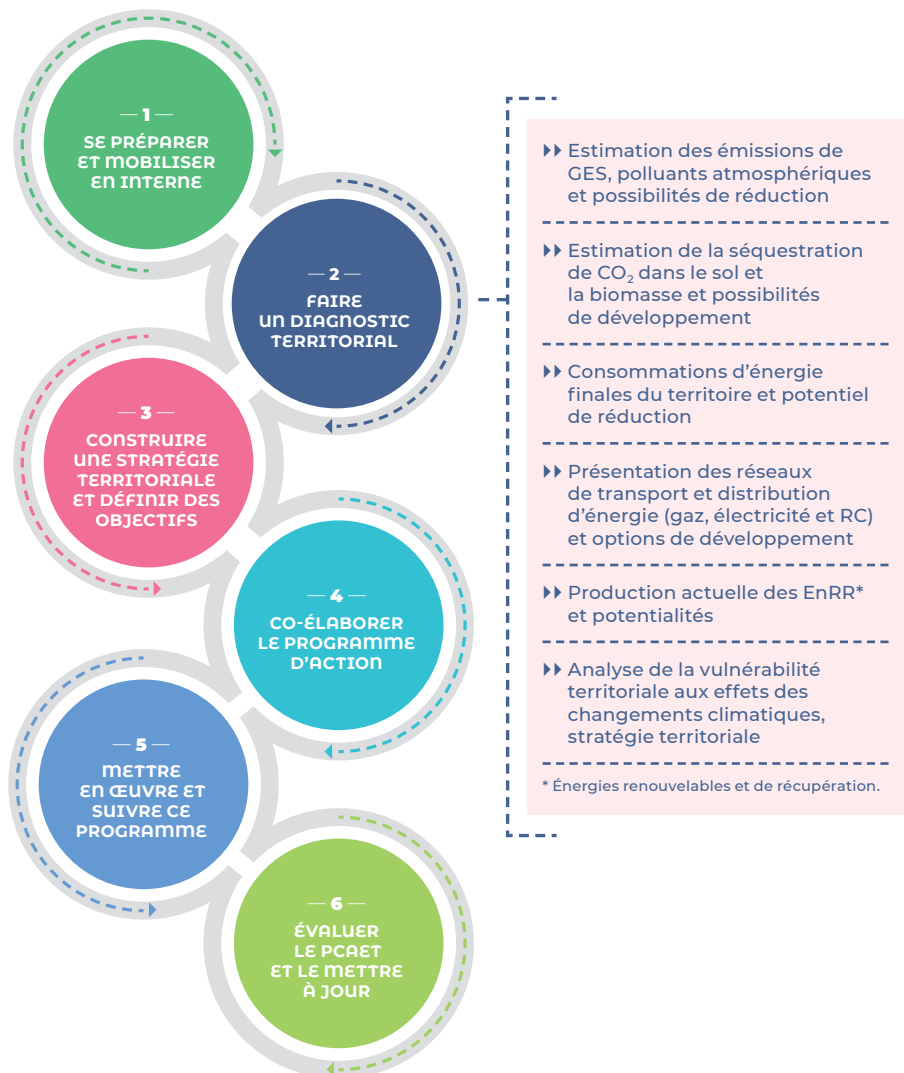 — 1 —
SE PRÉPARER
ET MOBILISER
EN INTERNE
— 2 —
FAIRE
UN DIAGNOSTIC
TERRITORIAL
— 3 —
CONSTRUIRE
UNE STRATÉGIE
TERRITORIALE
ET DÉFINIR DES
OBJECTIFS
— 4 —
CO-ÉLABORER
LE PROGRAMME
D’ACTION
— 5 —
METTRE
EN ŒUVRE ET
SUIVRE CE
PROGRAMME
— 6 —
ÉVALUER
LE PCAET
ET LE METTRE
À JOUR
Estimation des émissions de
GES, polluants atmosphériques
et possibilités de réduction
Estimation de la séquestration
de CO₂ dans le sol et
la biomasse et possibilités
de développement
Consommations d’énergie
finales du territoire et potentiel
de réduction
Présentation des réseaux
de transport et distribution
d’énergie (gaz, électricité et RC)
et options de développement
Production actuelle des EnRR*
et potentialités
Analyse de la vulnérabilité
territoriale aux effets des
changements climatiques,
stratégie territoriale
* Énergies renouvelables et de récupération.